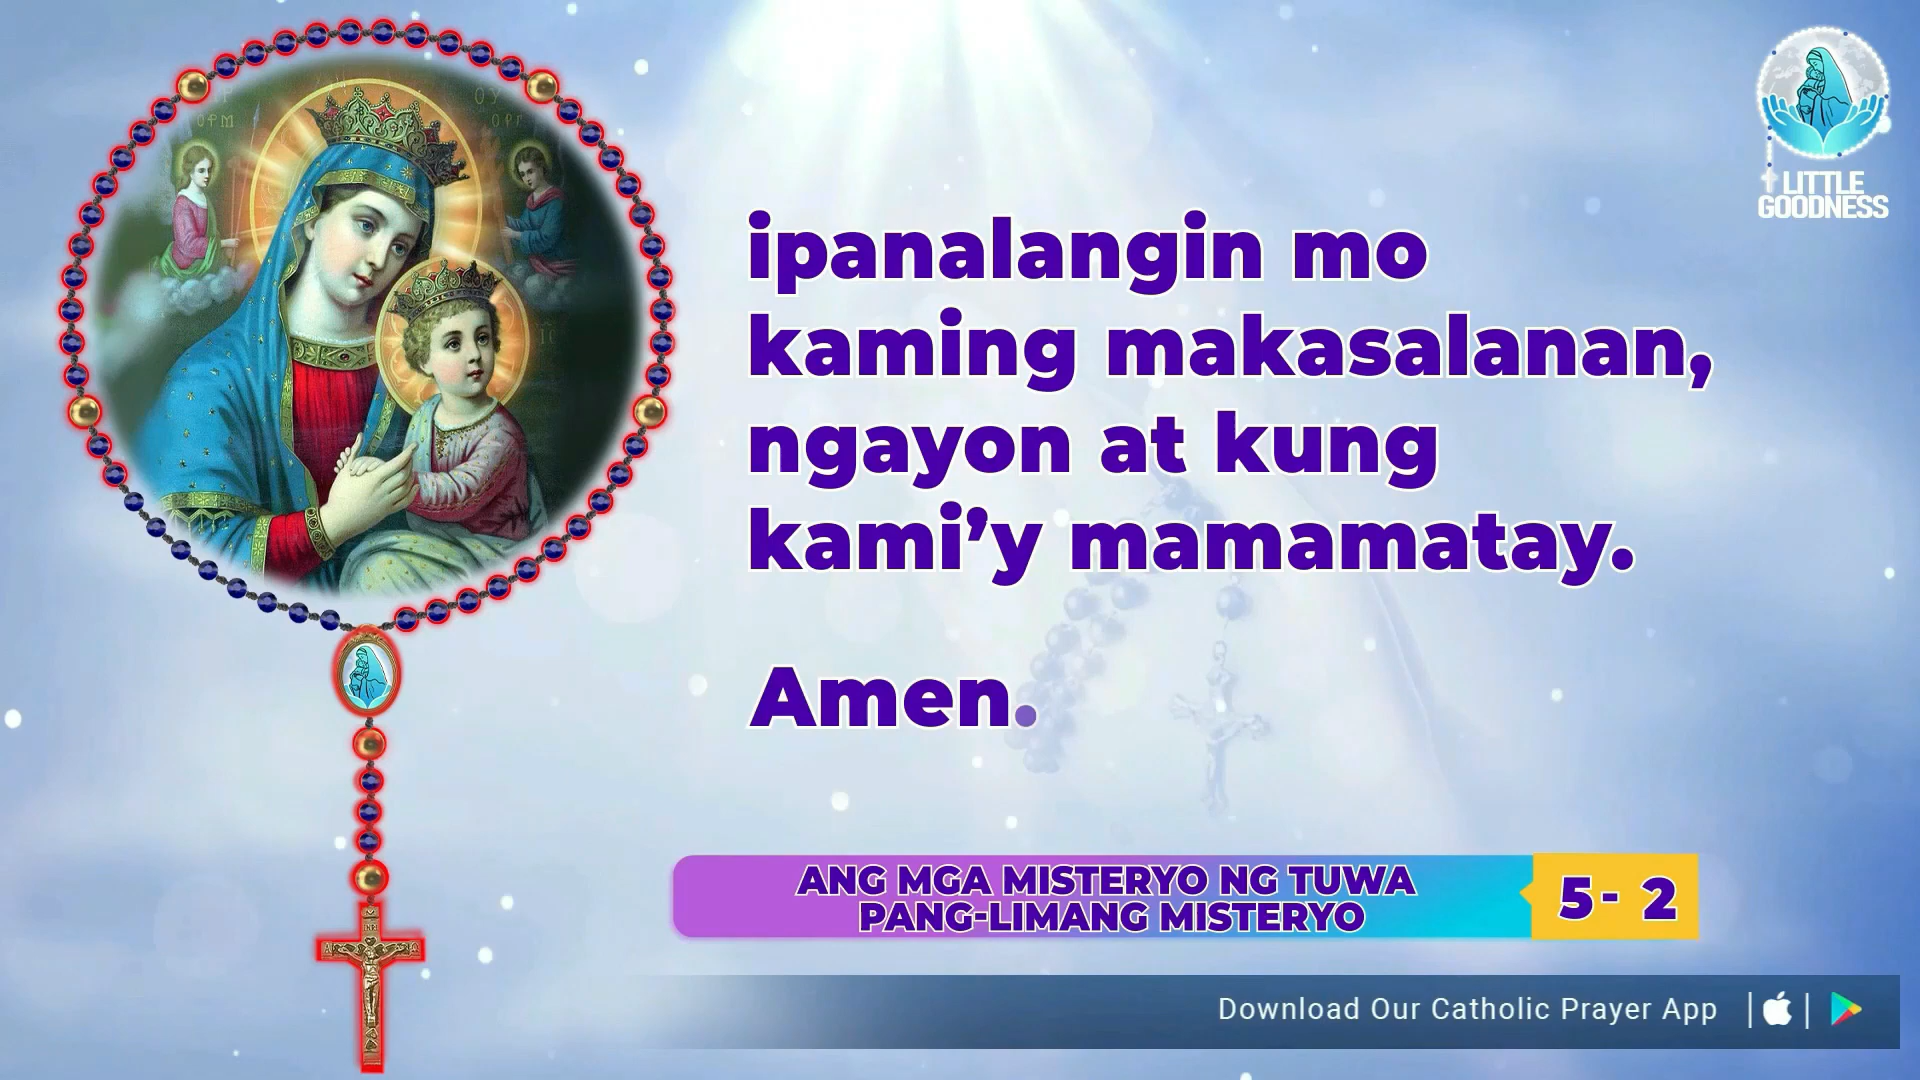 LITTLE
GOODNESS
ipanalangin mo
kaming makasalanan,
ngayon at kung
kami’y mamamatay.
Amen.
ANG MGA MISTERYO NG TUWA
PANG-LIMANG MISTERYO
5- 2
INRI
Download Our Catholic Prayer App